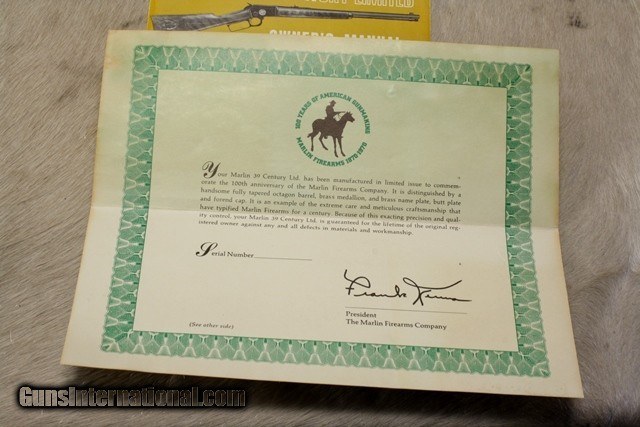 OWNER'S MANUAL
100 YEARS OF AMERICAN GUNMAKING
MARLIN FIREARMS 1870-1970
Your Marlin 39 Century Ltd. has been manufactured in limited issue to commem-
orate the 100th anniversary of the Marlin Firearms Company. It is distinguished by a
handsome fully tapered octagon barrel, brass medallion, and brass name plate, butt plate
and forend cap. It is an example of the extreme care and meticulous craftsmanship that
have typified Marlin Firearms for a century. Because of this exacting precision and qual-
ity control, your Marlin 39 Century Ltd. is guaranteed for the lifetime of the original reg-
istered owner against any and all defects in materials and workmanship.
Serial Number
President
The Marlin Firearms Company
(See other side)
GunsInternational.com